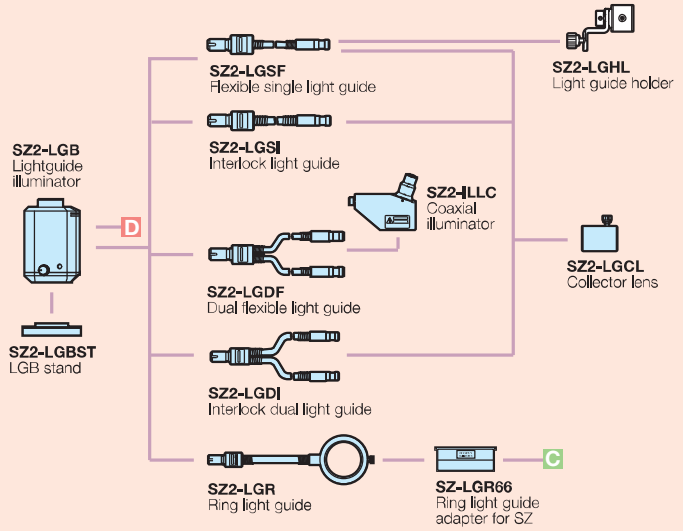 SZ2-LGSF
Flexible single light guide
SZ2-LGHL
Light guide holder
SZ2-LGB
Lightguide
illuminator
SZ2-LGSI
Interlock light guide
D
SZ2-ILLC
Coaxial
illuminator
SZ2-LGDF
Dual flexible light guide
SZ2-LGCL
Collector lens
SZ2-LGBST
LGB stand
SZ2-LGDI
Interlock dual light guide
SZ2-LGR
Ring light guide
SZ-LGR66
Ring light guide
adapter for SZ
C